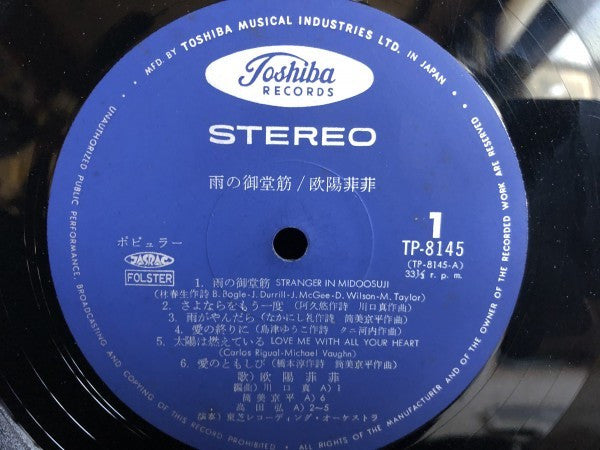 MFD. BY TOSHIBA MUSICAL INDUSTRIES LTD. IN JAPAN
Toshiba
RECORDS
STEREO
雨の御堂筋 / 欧陽菲菲
1
TP-8145
(TP-8145-A)
33⅓ r. p. m.
ポピュラー
JASRAC
FOLSTER
1. 雨の御堂筋 STRANGER IN MIDOOSUJI
(林春生作詩 B. Bogle-J. Durrill-J. McGee-D. Wilson-M. Taylor)
2. さよならをもう一度 (阿久悠作詩 川口真作曲)
3. 雨がやんだら (なかにし礼作詩 筒美京平作曲)
4. 愛の終りに (島津ゆうこ作詩 クニ河内作曲)
5. 太陽は燃えている LOVE ME WITH ALL YOUR HEART
(Carlos Rigual-Michael Vaughn)
6. 愛のともしび (橋本淳作詩 筒美京平作曲)
歌) 欧陽菲菲
編曲) 川口真 A) 1
筒美京平 A) 6
高田弘 A) 2~5
演奏) 東芝レコーディング・オーケストラ
UNAUTHORIZED PUBLIC PERFORMANCE, BROADCASTING AND COPYING OF THIS RECORD PROHIBITED • ALL RIGHTS OF THE MANUFACTURER AND OF THE OWNER OF THE RECORDED WORK ARE RESERVED